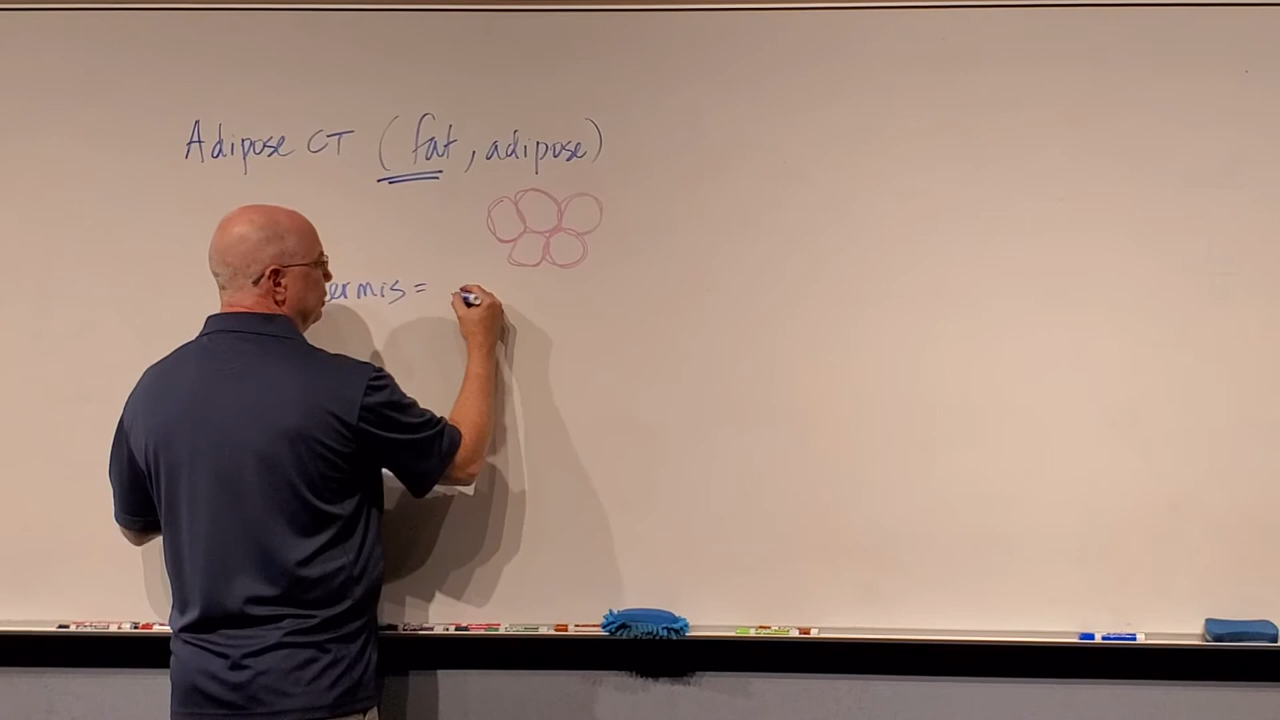 Adipose CT (fat, adipose)
ermis =